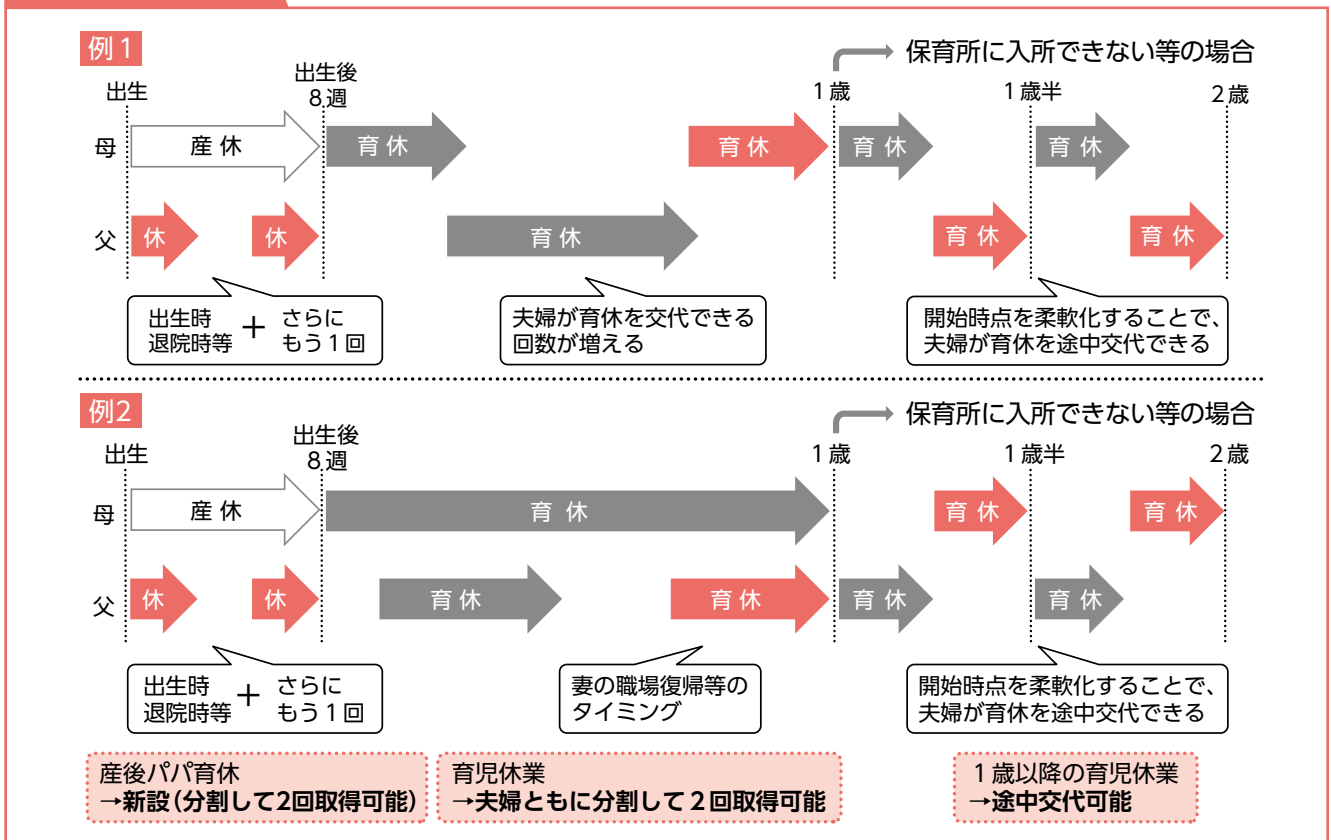 例1
保育所に入所できない等の場合
出生
出生後
8週
1歳
1歳半
2歳
母
産休
育休
育休
育休
育休
父
休
休
育休
育休
育休
出生時
退院時等
＋
さらに
もう1回
夫婦が育休を交代できる
回数が増える
開始時点を柔軟化することで、
夫婦が育休を途中交代できる
例2
保育所に入所できない等の場合
出生
出生後
8週
1歳
1歳半
2歳
母
産休
育休
育休
育休
父
休
休
育休
育休
育休
育休
出生時
退院時等
＋
さらに
もう1回
妻の職場復帰等の
タイミング
開始時点を柔軟化することで、
夫婦が育休を途中交代できる
産後パパ育休
→新設（分割して2回取得可能）
育児休業
→夫婦ともに分割して2回取得可能
1歳以降の育児休業
→途中交代可能